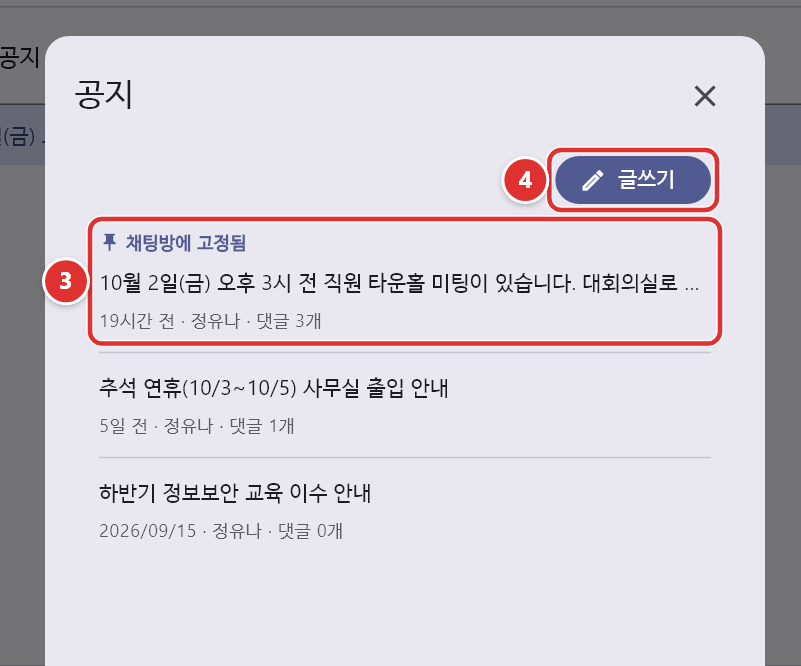 공지
공지
(금)
4
글쓰기
채팅방에 고정됨
3
10월 2일(금) 오후 3시 전 직원 타운홀 미팅이 있습니다. 대회의실로 ...
19시간 전 · 정유나 · 댓글 3개
추석 연휴(10/3~10/5) 사무실 출입 안내
5일 전 · 정유나 · 댓글 1개
하반기 정보보안 교육 이수 안내
2026/09/15 · 정유나 · 댓글 0개